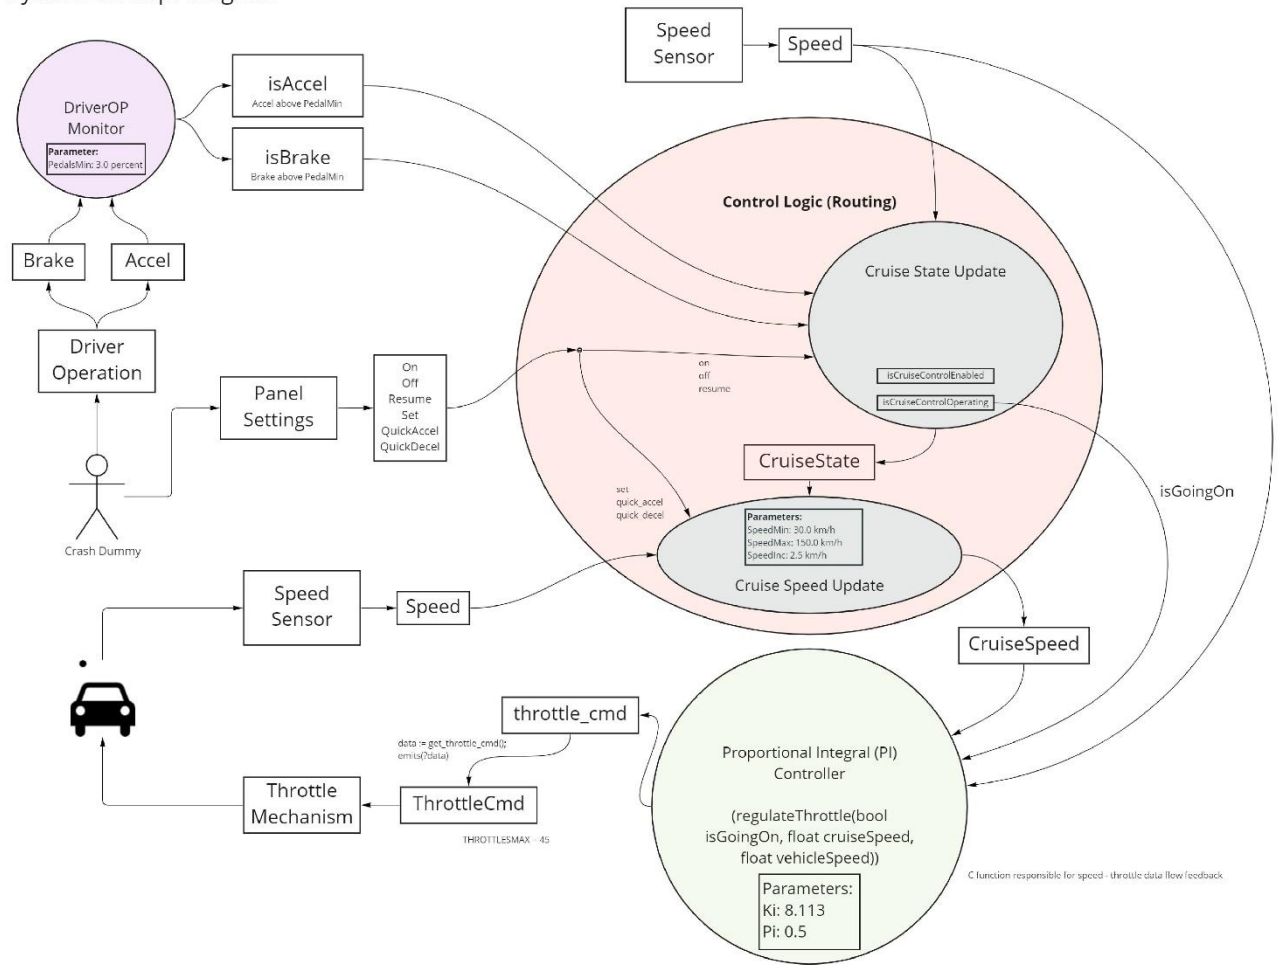 Speed
Sensor
Speed
DriverOP
Monitor
Parameter:
PedalsMin: 3.0 percent
isAccel
Accel above PedalMin
isBrake
Brake above PedalMin
Brake
Accel
Driver
Operation
Crash Dummy
Panel
Settings
On
Off
Resume
Set
QuickAccel
QuickDecel
Control Logic (Routing)
Cruise State Update
isCruiseControlEnabled
isCruiseControlOperating
on
off
resume
set
quick_accel
quick_decel
CruiseState
Parameters:
SpeedMin: 30.0 km/h
SpeedMax: 150.0 km/h
SpeedInc: 2.5 km/h
Cruise Speed Update
isGoingOn
Speed
Sensor
Speed
CruiseSpeed
throttle_cmd
data := get_throttle_cmd();
emits(?data)
ThrottleCmd
THROTTLESMAX = 45
Throttle
Mechanism
Proportional Integral (PI)
Controller
(regulateThrottle(bool
isGoingOn, float cruiseSpeed,
float vehicleSpeed))
Parameters:
Ki: 8.113
Pi: 0.5
C function responsible for speed - throttle data flow feedback